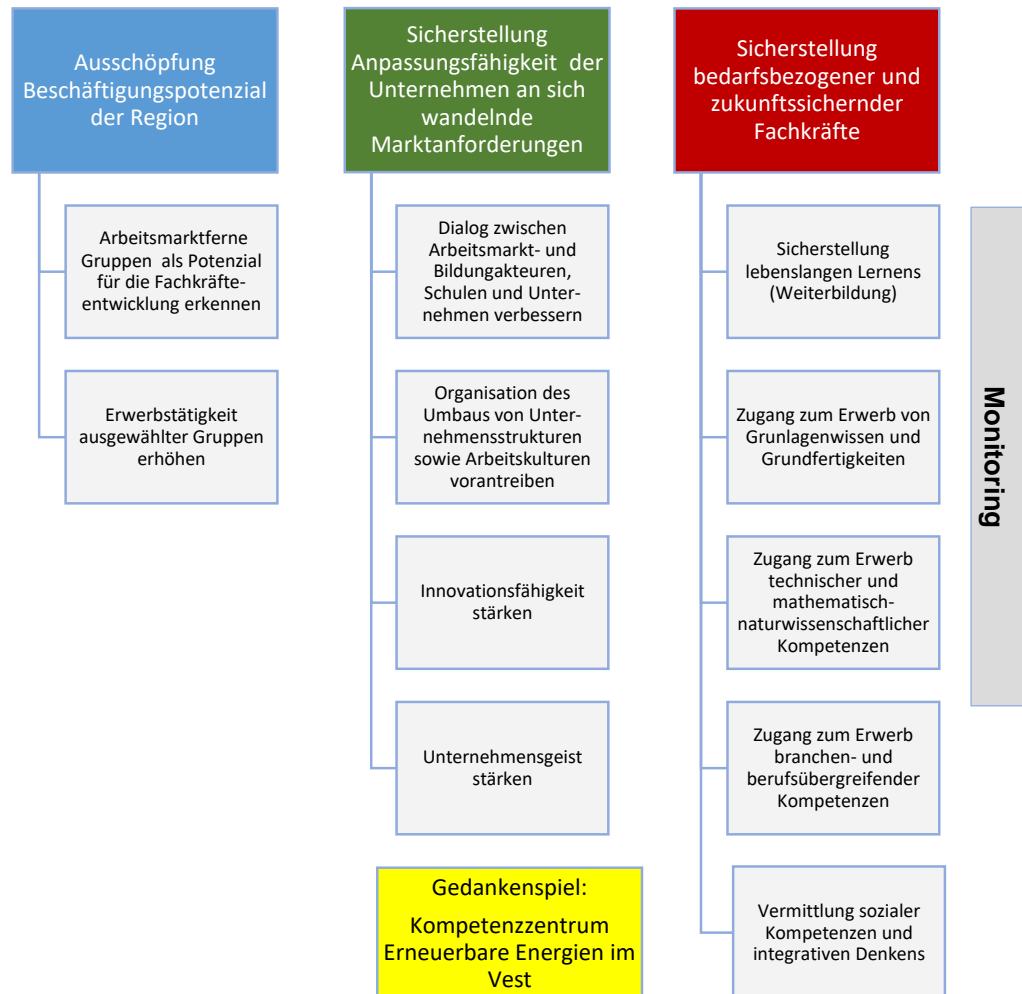 Ausschöpfung
Beschäftigungspotenzial
der Region
Arbeitsmarktferne
Gruppen als Potenzial
für die Fachkräfte-
entwicklung erkennen
Erwerbstätigkeit
ausgewählter Gruppen
erhöhen
Sicherstellung
Anpassungsfähigkeit der
Unternehmen an sich
wandelnde
Marktanforderungen
Dialog zwischen
Arbeitsmarkt- und
Bildungakteuren,
Schulen und Unter-
nehmen verbessern
Organisation des
Umbaus von Unter-
nehmensstrukturen
sowie Arbeitskulturen
vorantreiben
Innovationsfähigkeit
stärken
Unternehmensgeist
stärken
Gedankenspiel:
Kompetenzzentrum
Erneuerbare Energien im
Vest
Sicherstellung
bedarfsbezogener und
zukunftssichernder
Fachkräfte
Sicherstellung
lebenslangen Lernens
(Weiterbildung)
Zugang zum Erwerb von
Grunlagenwissen und
Grundfertigkeiten
Zugang zum Erwerb
technischer und
mathematisch-
naturwissenschaftlicher
Kompetenzen
Zugang zum Erwerb
branchen- und
berufsübergreifender
Kompetenzen
Vermittlung sozialer
Kompetenzen und
integrativen Denkens
Monitoring